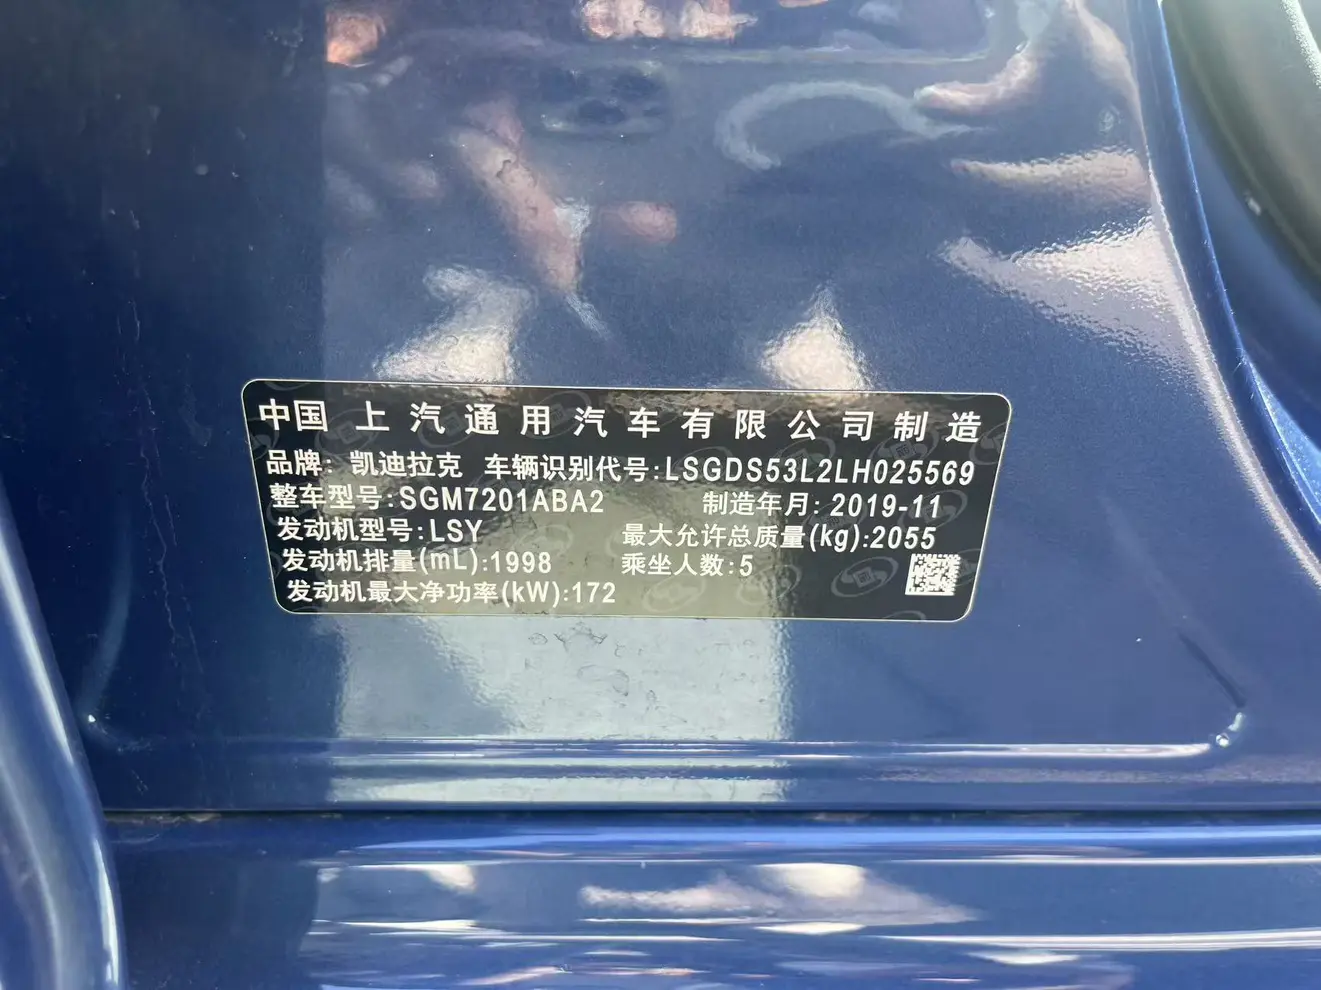 中国 上汽通用汽车有限公司制造
品牌: 凯迪拉克 车辆识别代号:LSGDS53L2LH025569
整车型号:SGM7201ABA2 制造年月: 2019-11
发动机型号:LSY 最大允许总质量(kg):2055
发动机排量(mL):1998 乘坐人数:5
发动机最大净功率(kW):172